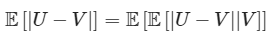 𝔼 [|U − V|] = 𝔼 [𝔼 [|U − V||V]]